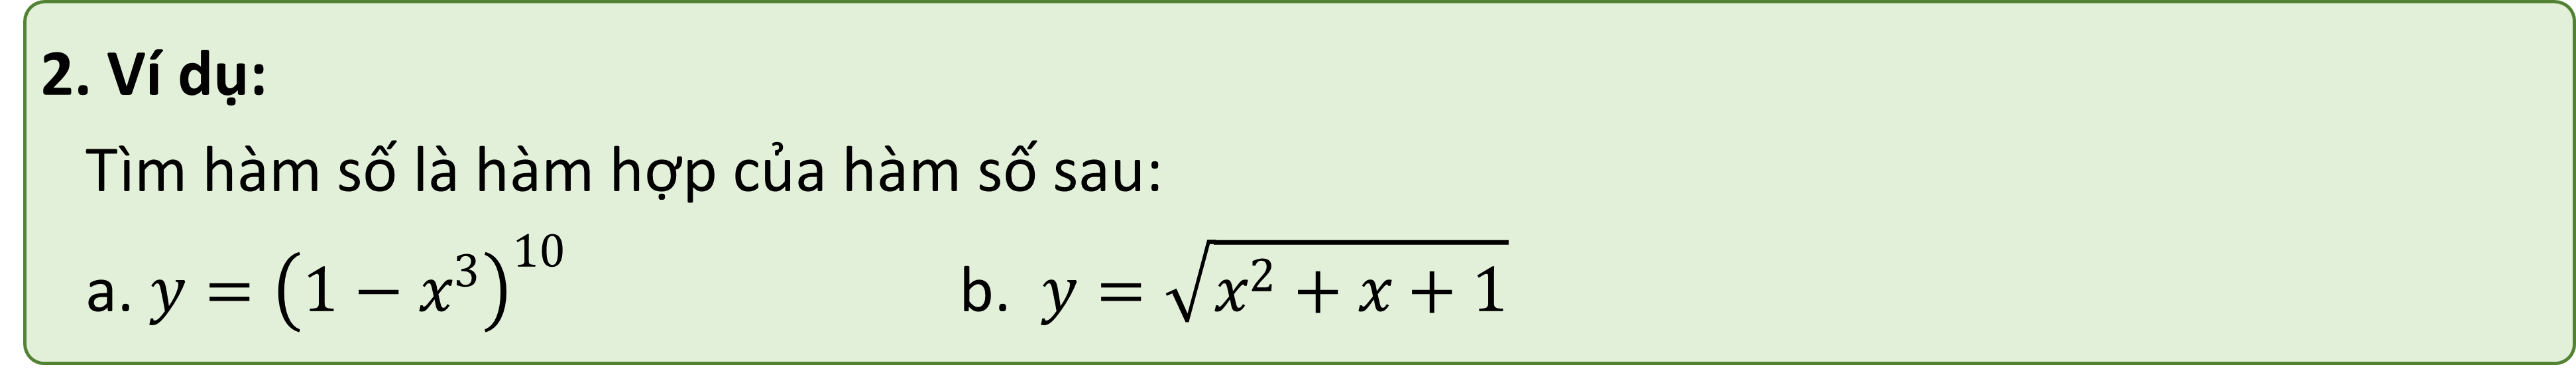 2. Ví dụ:
Tìm hàm số là hàm hợp của hàm số sau:
a. y = (1 − x³)¹⁰ b. y = √(x² + x + 1)